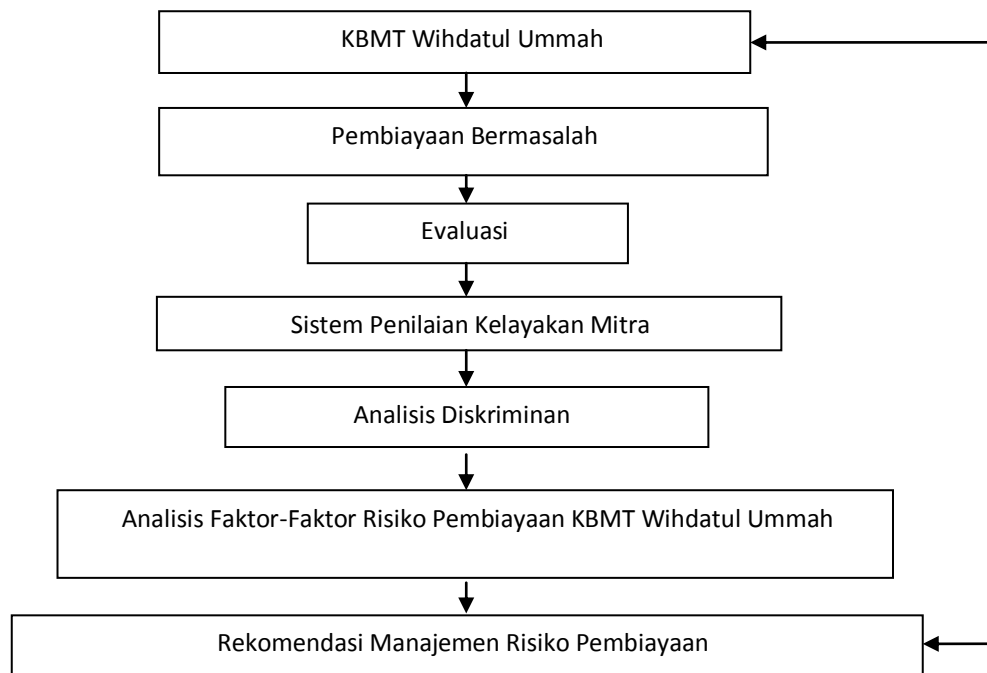 KBMT Wihdatul Ummah
Pembiayaan Bermasalah
Evaluasi
Sistem Penilaian Kelayakan Mitra
Analisis Diskriminan
Analisis Faktor-Faktor Risiko Pembiayaan KBMT Wihdatul Ummah
Rekomendasi Manajemen Risiko Pembiayaan